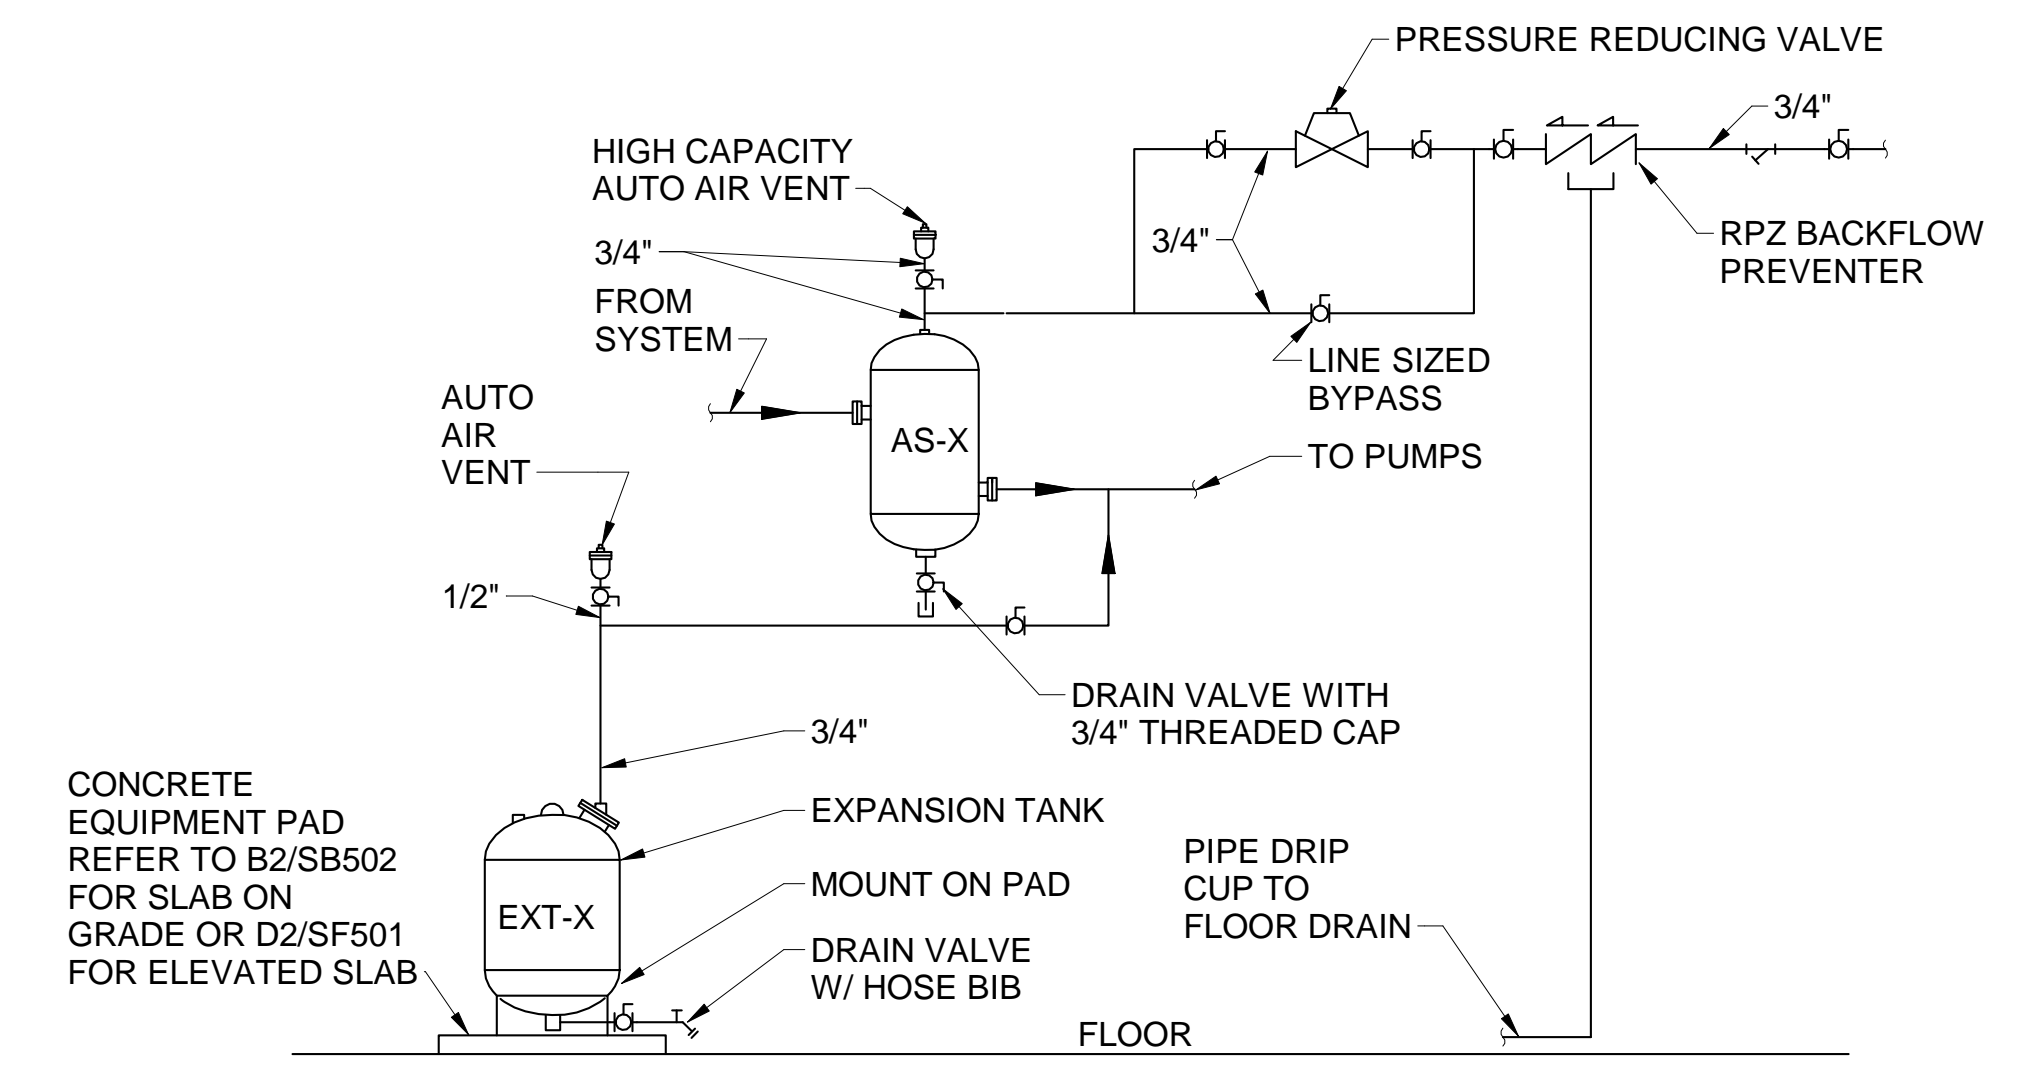 PRESSURE REDUCING VALVE
3/4"
HIGH CAPACITY
AUTO AIR VENT
3/4"
FROM
SYSTEM
3/4"
RPZ BACKFLOW
PREVENTER
LINE SIZED
BYPASS
AUTO
AIR
VENT
AS-X
TO PUMPS
1/2"
DRAIN VALVE WITH
3/4" THREADED CAP
3/4"
CONCRETE
EQUIPMENT PAD
REFER TO B2/SB502
FOR SLAB ON
GRADE OR D2/SF501
FOR ELEVATED SLAB
EXPANSION TANK
MOUNT ON PAD
EXT-X
DRAIN VALVE
W/ HOSE BIB
PIPE DRIP
CUP TO
FLOOR DRAIN
FLOOR